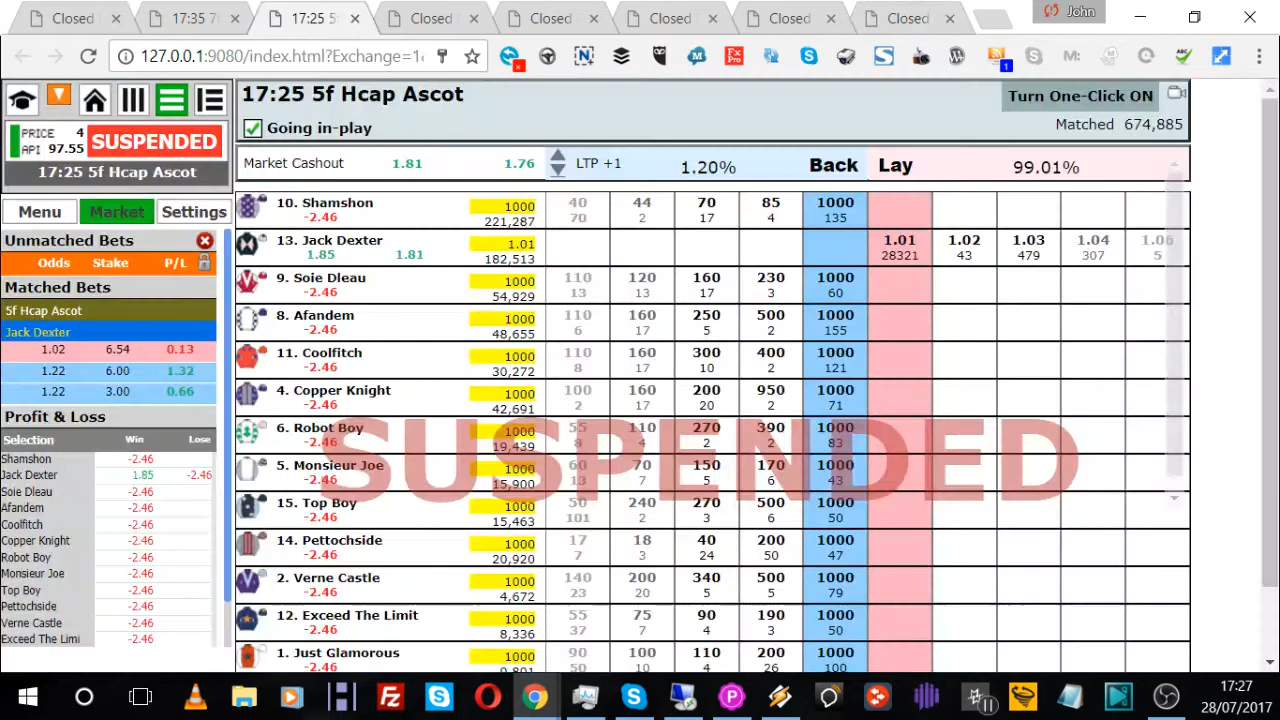 Closed
17:35 7f
17:25 5f
Closed F
Closed
Closed
Closed
Closed
John
127.0.0.1:9080/index.html?Exchange=1&
PRICE 4
API 97.55
SUSPENDED
17:25 5f Hcap Ascot
Menu
Market
Settings
Unmatched Bets
Odds Stake P/L
Matched Bets
5f Hcap Ascot
Jack Dexter
1.02 6.54 0.13
1.22 6.00 1.32
1.22 3.00 0.66
Profit & Loss
Selection Win Lose
Shamshon -2.46
Jack Dexter 1.85 -2.46
Soie Dleau -2.46
Afandem -2.46
Coolfitch -2.46
Copper Knight -2.46
Robot Boy -2.46
Monsieur Joe -2.46
Top Boy -2.46
Pettochside -2.46
Verne Castle -2.46
Exceed The Limi -2.46
17:25 5f Hcap Ascot
Turn One-Click ON
Going in-play
Matched 674,885
Market Cashout 1.81 1.76 LTP +1 1.20% Back Lay 99.01%
10. Shamshon 1000 40 44 70 85 1000
-2.46 221,287 70 2 17 4 135
13. Jack Dexter 1.01 1.01 1.02 1.03 1.04 1.06
1.85 1.81 182,513 28321 43 479 307 5
9. Soie Dleau 1000 110 120 160 230 1000
-2.46 54,929 13 13 17 3 60
8. Afandem 1000 110 160 250 500 1000
-2.46 48,655 6 17 5 2 155
11. Coolfitch 1000 110 160 300 400 1000
-2.46 30,272 8 17 10 2 121
4. Copper Knight 1000 100 160 200 950 1000
-2.46 42,691 2 17 20 2 71
6. Robot Boy 1000 55 110 270 390 1000
-2.46 19,439 8 4 2 2 83
SUSPENDED
5. Monsieur Joe 1000 60 70 150 170 1000
-2.46 15,900 13 7 5 6 43
15. Top Boy 1000 50 240 270 500 1000
-2.46 15,463 101 2 3 6 50
14. Pettochside 1000 17 18 40 200 1000
-2.46 20,920 7 3 24 50 47
2. Verne Castle 1000 140 200 340 500 1000
-2.46 4,672 23 20 5 5 79
12. Exceed The Limit 1000 55 75 90 190 1000
-2.46 8,336 37 7 4 3 50
1. Just Glamorous 1000 90 100 110 200 1000
-2.46 9,801 50 10 4 26 100
17:27
28/07/2017